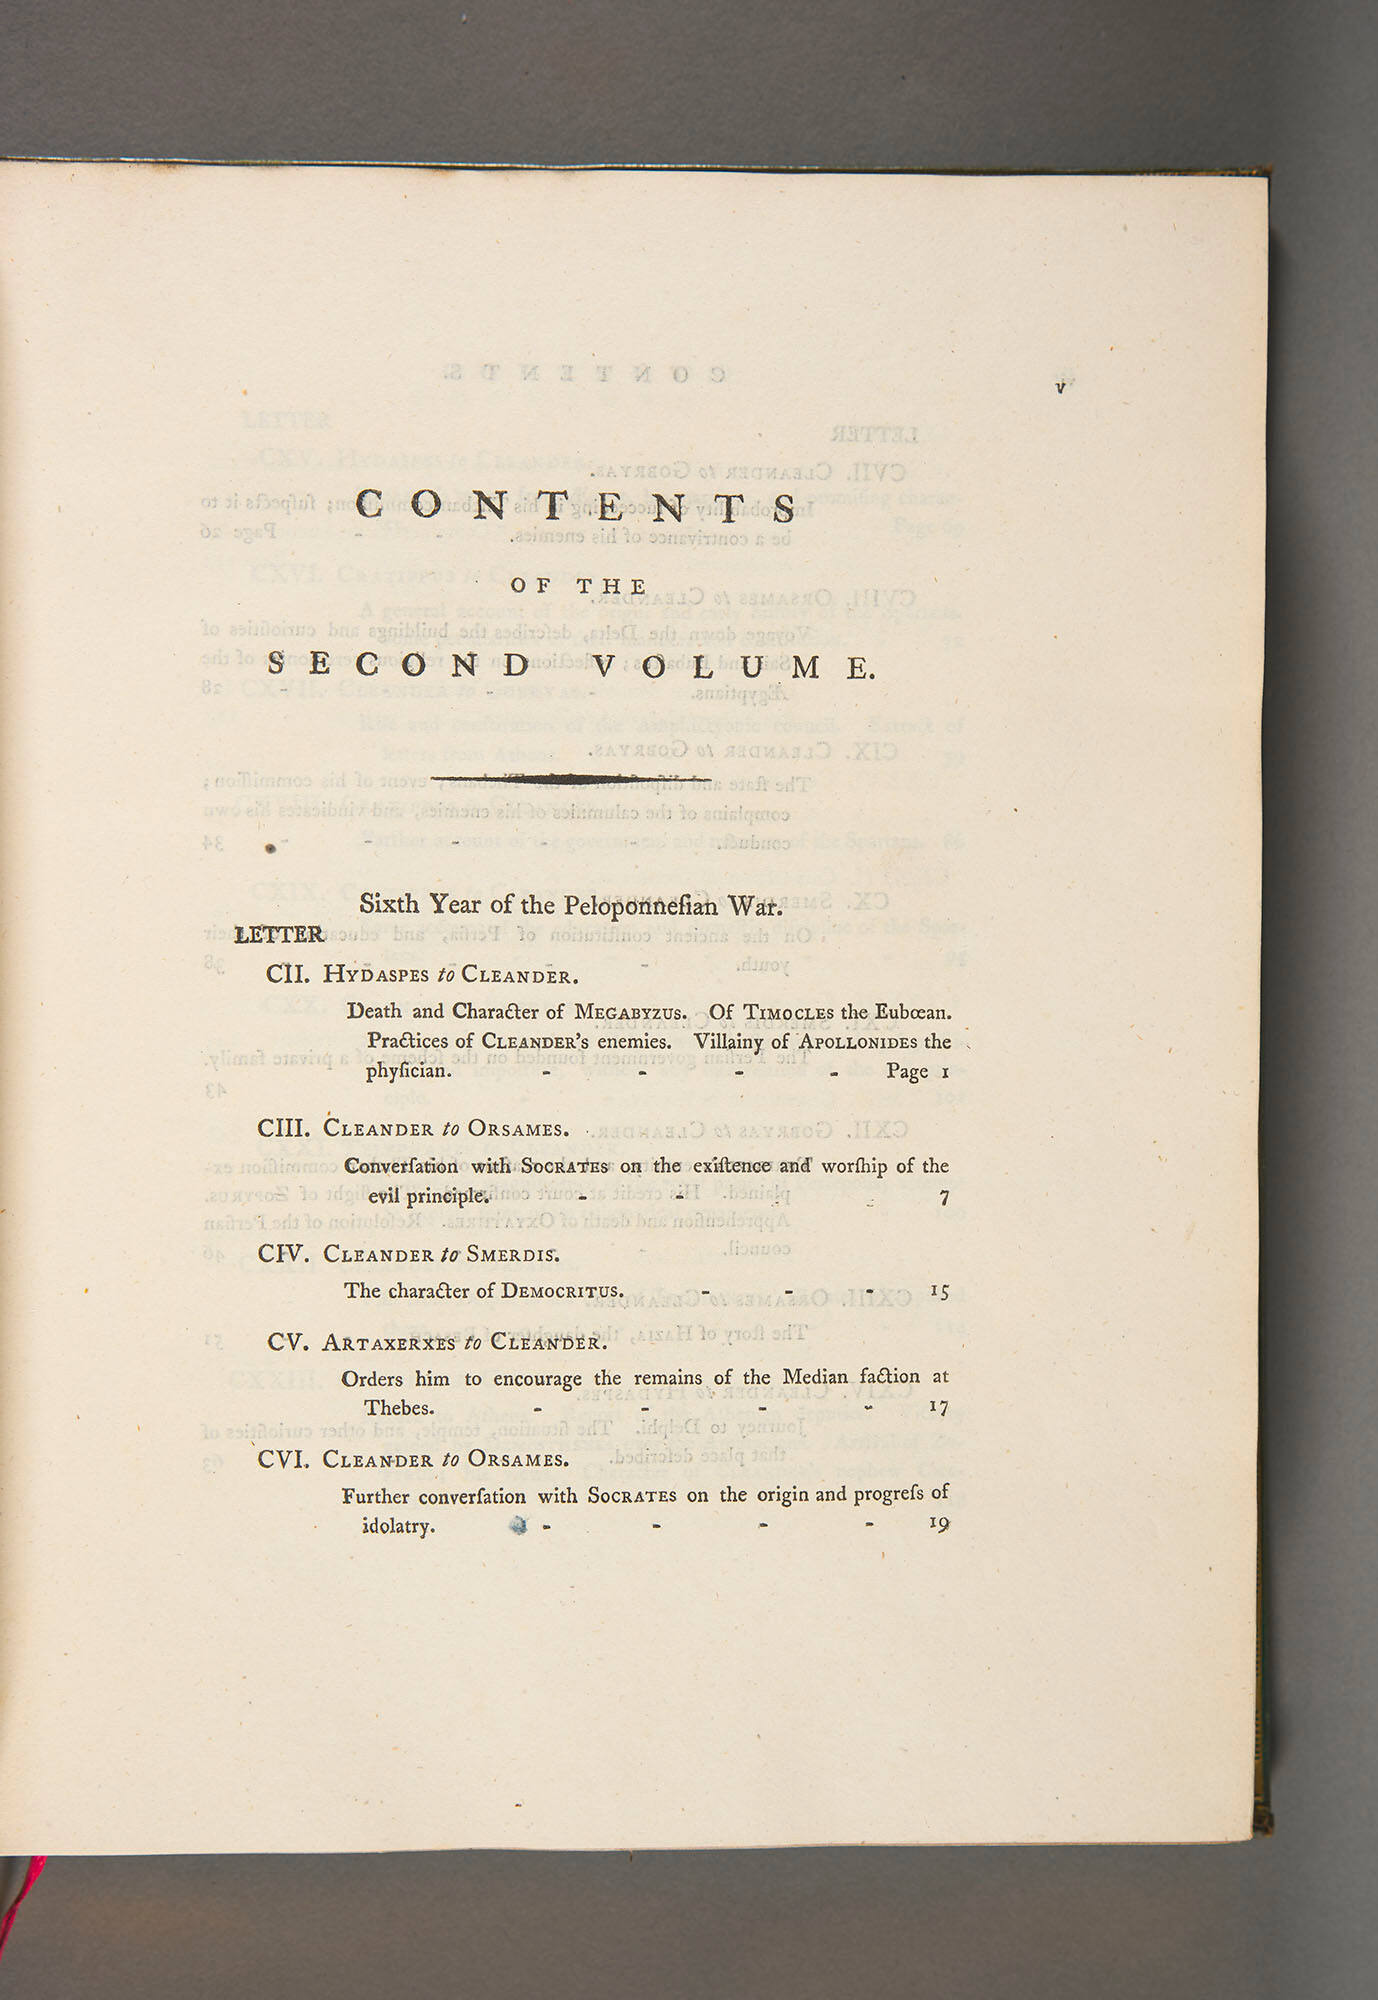 v
CONTENTS
OF THE
SECOND VOLUME.
Sixth Year of the Peloponneſian War.
LETTER
CII. HYDASPES to CLEANDER.
Death and Character of MEGABYZUS. Of TIMOCLES the Eubœan.
Practices of CLEANDER's enemies. Villainy of APOLLONIDES the
phyſician. - - - - Page 1
CIII. CLEANDER to ORSAMES.
Converſation with SOCRATES on the exiſtence and worſhip of the
evil principle. - - - 7
CIV. CLEANDER to SMERDIS.
The character of DEMOCRITUS. - - - 15
CV. ARTAXERXES to CLEANDER.
Orders him to encourage the remains of the Median faction at
Thebes. - - - - 17
CVI. CLEANDER to ORSAMES.
Further converſation with SOCRATES on the origin and progreſs of
idolatry. - - - - 19